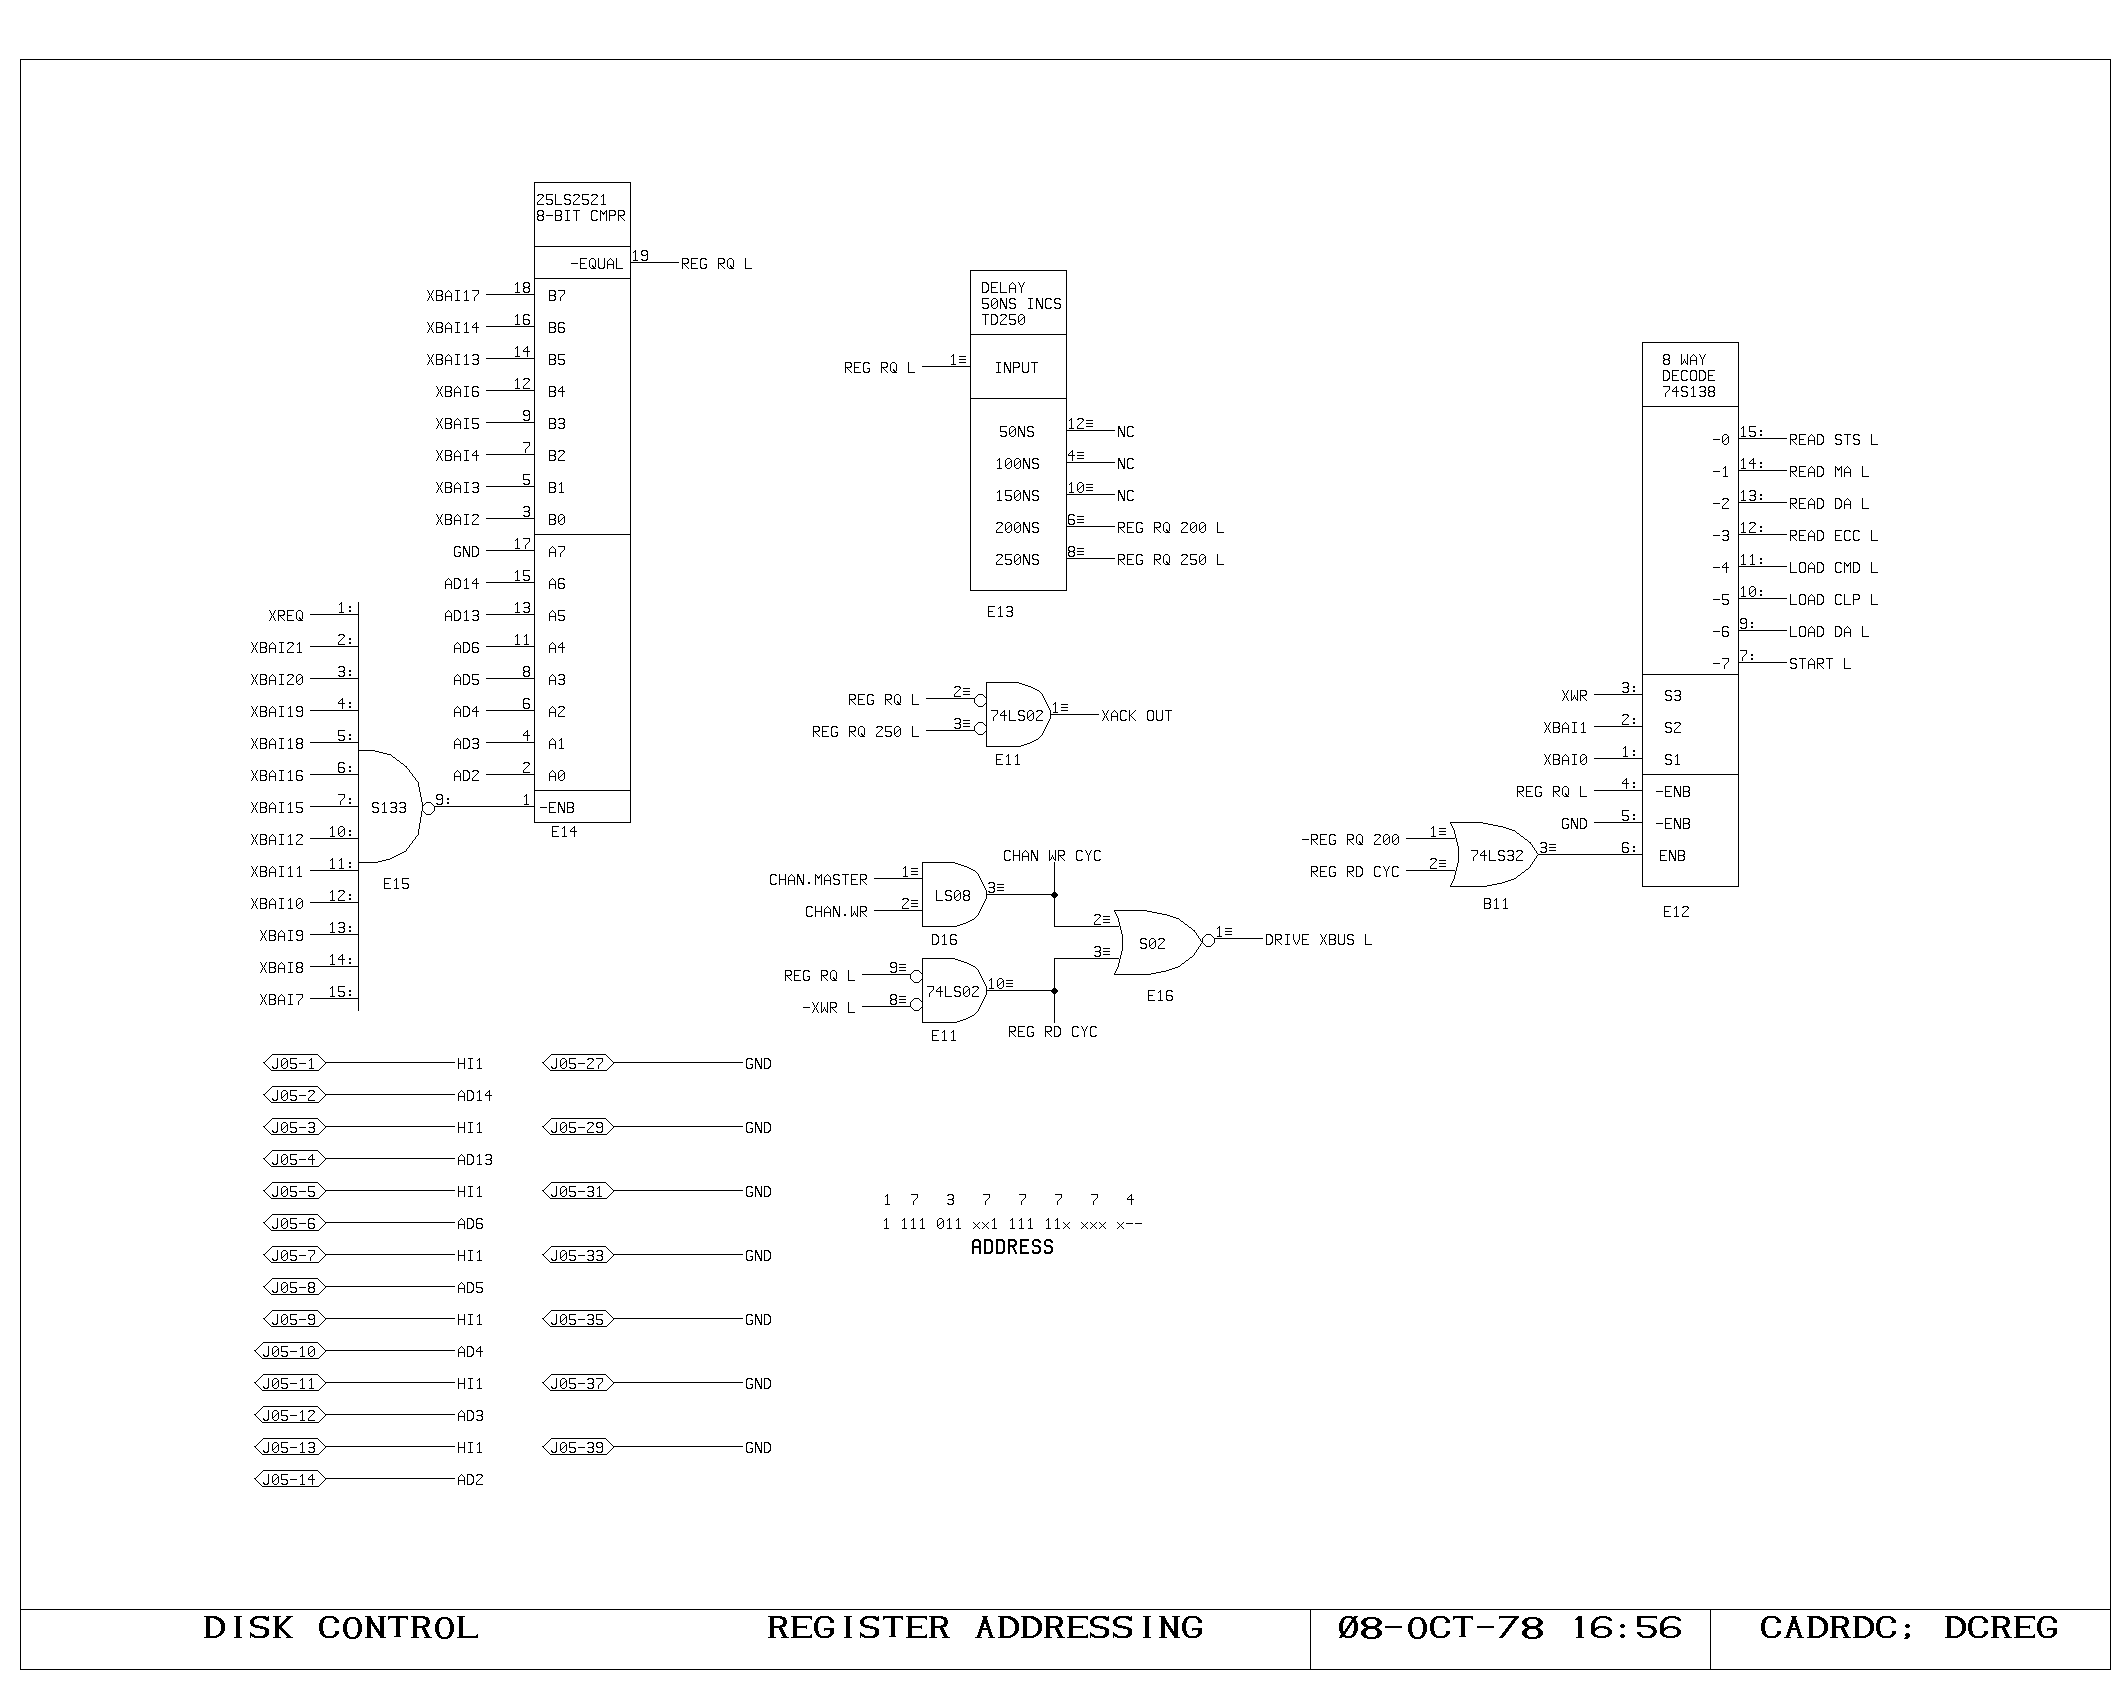 25LS2521
8-BIT CMPR
-EQUAL 19 REG RQ L
XBAI17 18 B7
XBAI14 16 B6
XBAI13 14 B5
XBAI6 12 B4
XBAI5 9 B3
XBAI4 7 B2
XBAI3 5 B1
XBAI2 3 B0
GND 17 A7
AD14 15 A6
AD13 13 A5
AD6 11 A4
AD5 8 A3
AD4 6 A2
AD3 4 A1
AD2 2 A0
1 -ENB
E14
XREQ 1:
XBAI21 2:
XBAI20 3:
XBAI19 4:
XBAI18 5:
XBAI16 6:
XBAI15 7: S133 9:
XBAI12 10:
XBAI11 11:
E15
XBAI10 12:
XBAI9 13:
XBAI8 14:
XBAI7 15:
DELAY
50NS INCS
TD250
REG RQ L 1≡ INPUT
50NS 12≡ NC
100NS 4≡ NC
150NS 10≡ NC
200NS 6≡ REG RQ 200 L
250NS 8≡ REG RQ 250 L
E13
REG RQ L 2≡
74LS02 1≡ XACK OUT
REG RQ 250 L 3≡
E11
CHAN WR CYC
CHAN.MASTER 1≡
LS08 3≡
CHAN.WR 2≡
D16
2≡
S02 1≡ DRIVE XBUS L
3≡
E16
REG RQ L 9≡
74LS02 10≡
-XWR L 8≡
E11
REG RD CYC
8 WAY
DECODE
74S138
-0 15: READ STS L
-1 14: READ MA L
-2 13: READ DA L
-3 12: READ ECC L
-4 11: LOAD CMD L
-5 10: LOAD CLP L
-6 9: LOAD DA L
-7 7: START L
XWR 3: S3
XBAI1 2: S2
XBAI0 1: S1
REG RQ L 4: -ENB
GND 5: -ENB
6: ENB
E12
-REG RQ 200 1≡
74LS32 3≡
REG RD CYC 2≡
B11
J05-1 HI1
J05-2 AD14
J05-3 HI1
J05-4 AD13
J05-5 HI1
J05-6 AD6
J05-7 HI1
J05-8 AD5
J05-9 HI1
J05-10 AD4
J05-11 HI1
J05-12 AD3
J05-13 HI1
J05-14 AD2
J05-27 GND
J05-29 GND
J05-31 GND
J05-33 GND
J05-35 GND
J05-37 GND
J05-39 GND
1 7 3 7 7 7 7 4
1 111 011 xx1 111 11x xxx x--
ADDRESS
DISK CONTROL
REGISTER ADDRESSING
08-OCT-78 16:56
CADRDC; DCREG